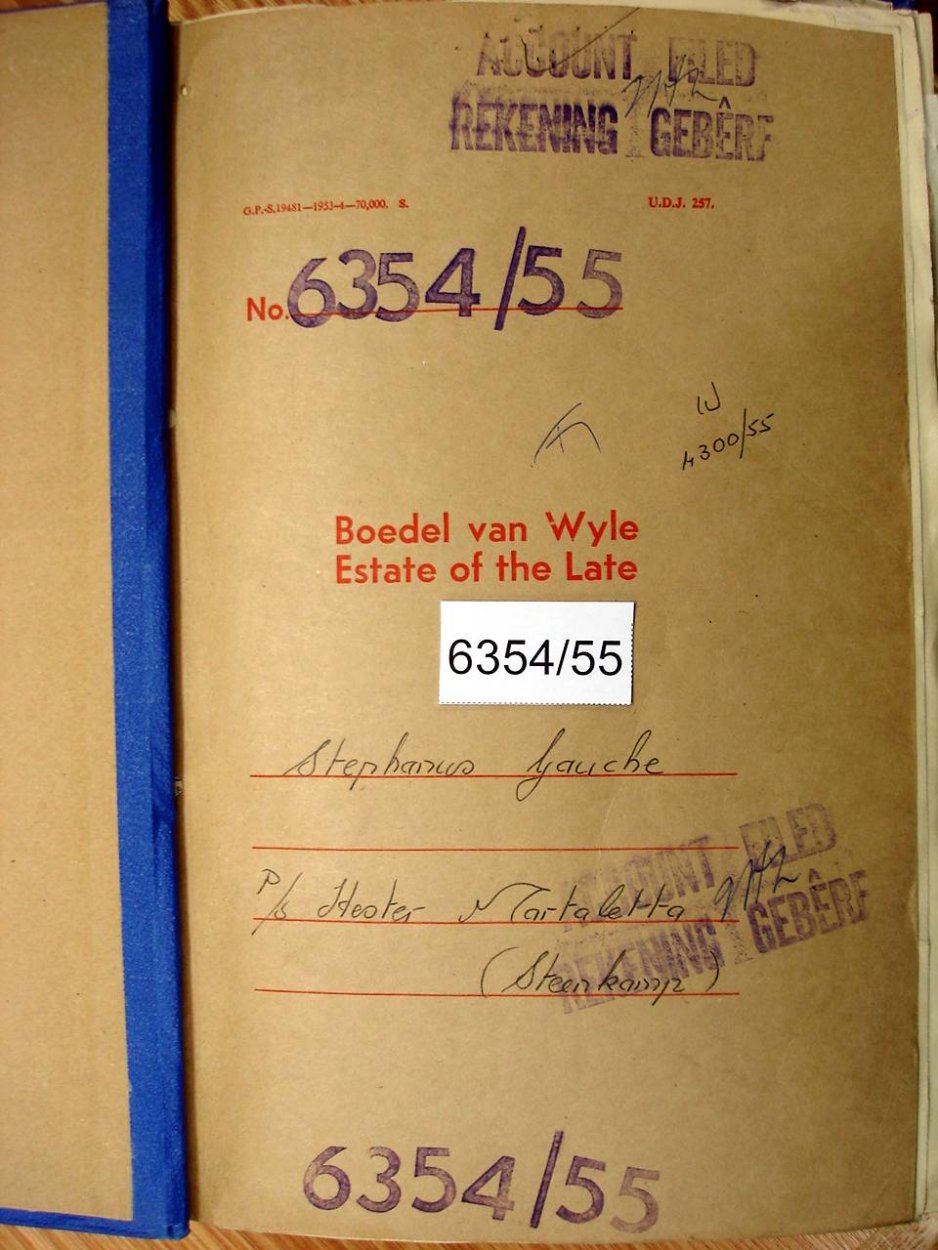 ACCOUNT FILED
REKENING GEBÊRF
G.P.-S.19481—1953-4—70,000. S. U.D.J. 257.
No. 6354/55
4300/55
Boedel van Wyle
Estate of the Late
6354/55
Stephanus Gauche
ACCOUNT FILED
P/s Hester Martaletta
REKENING GEBÊRF
(Steenkamp)
6354/55